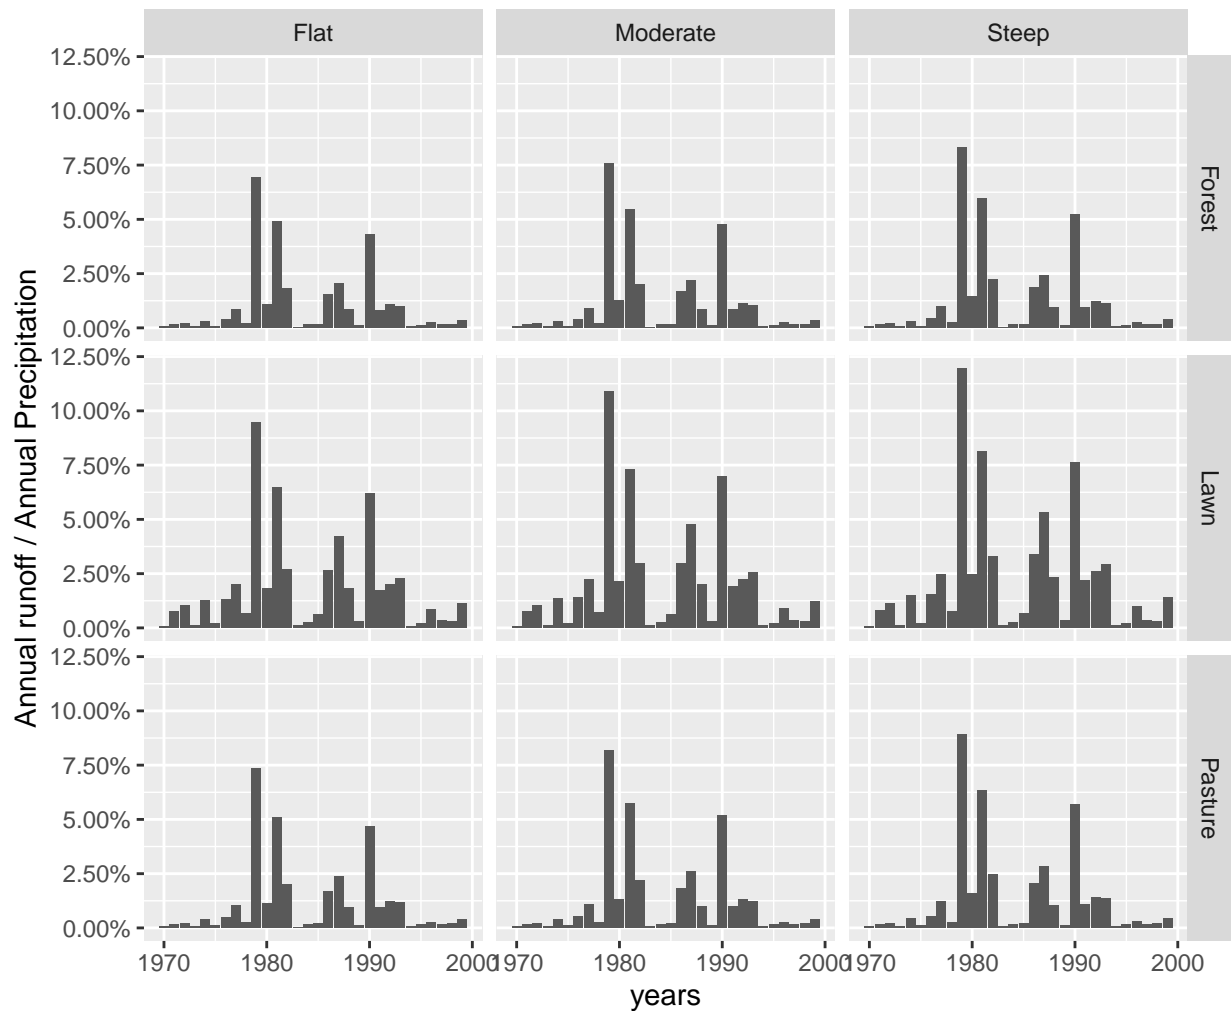 Flat Moderate Steep
12.50%
10.00%
7.50%
5.00%
2.50%
0.00%
Forest
12.50%
10.00%
7.50%
5.00%
2.50%
0.00%
Lawn
12.50%
10.00%
7.50%
5.00%
2.50%
0.00%
Pasture
Annual runoff / Annual Precipitation
1970 1980 1990 2000 1970 1980 1990 2000 1970 1980 1990 2000
years